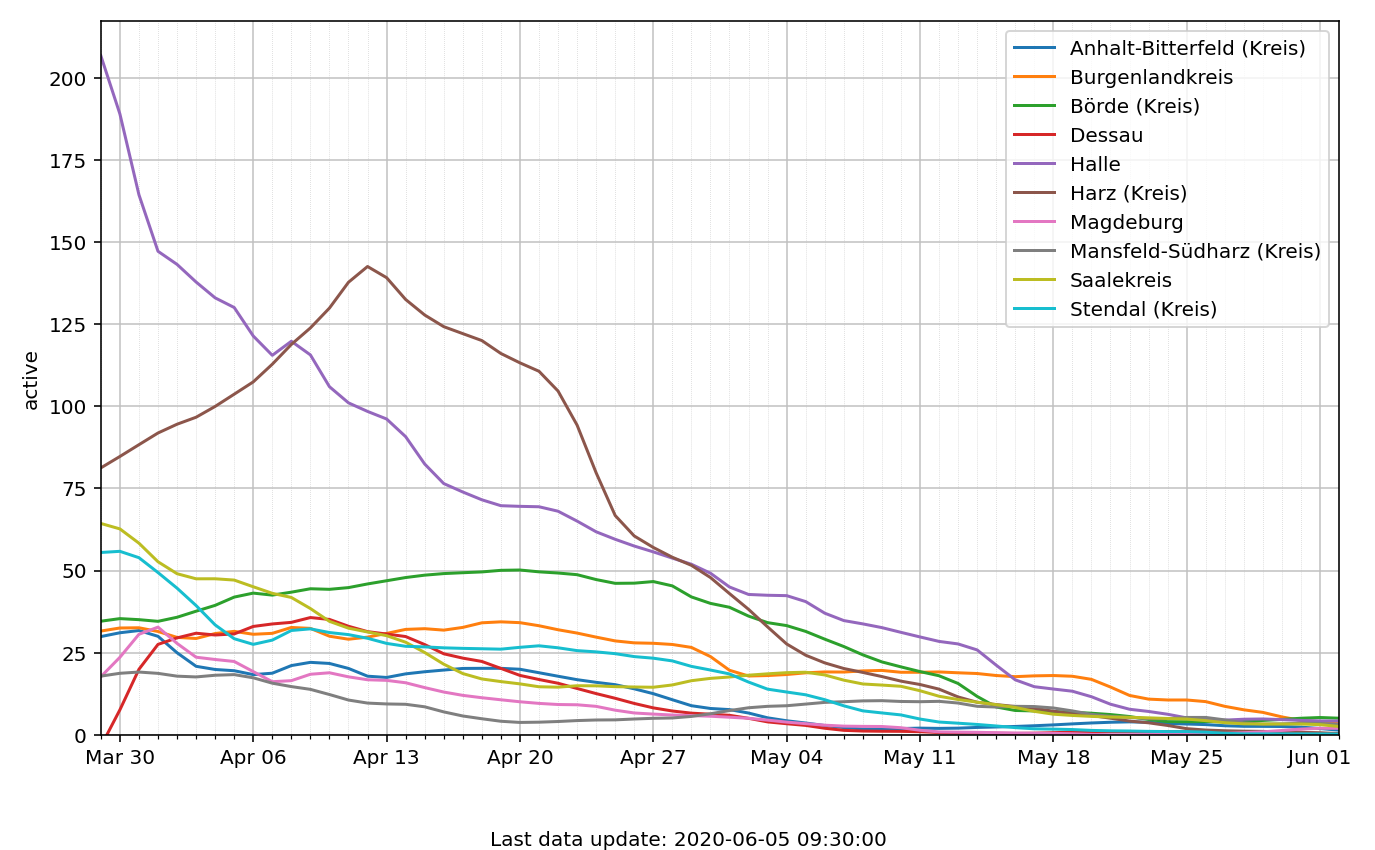 200
175
150
125
100
75
50
25
0
active
Anhalt-Bitterfeld (Kreis)
Burgenlandkreis
Börde (Kreis)
Dessau
Halle
Harz (Kreis)
Magdeburg
Mansfeld-Südharz (Kreis)
Saalekreis
Stendal (Kreis)
Mar 30 Apr 06 Apr 13 Apr 20 Apr 27 May 04 May 11 May 18 May 25 Jun 01
Last data update: 2020-06-05 09:30:00